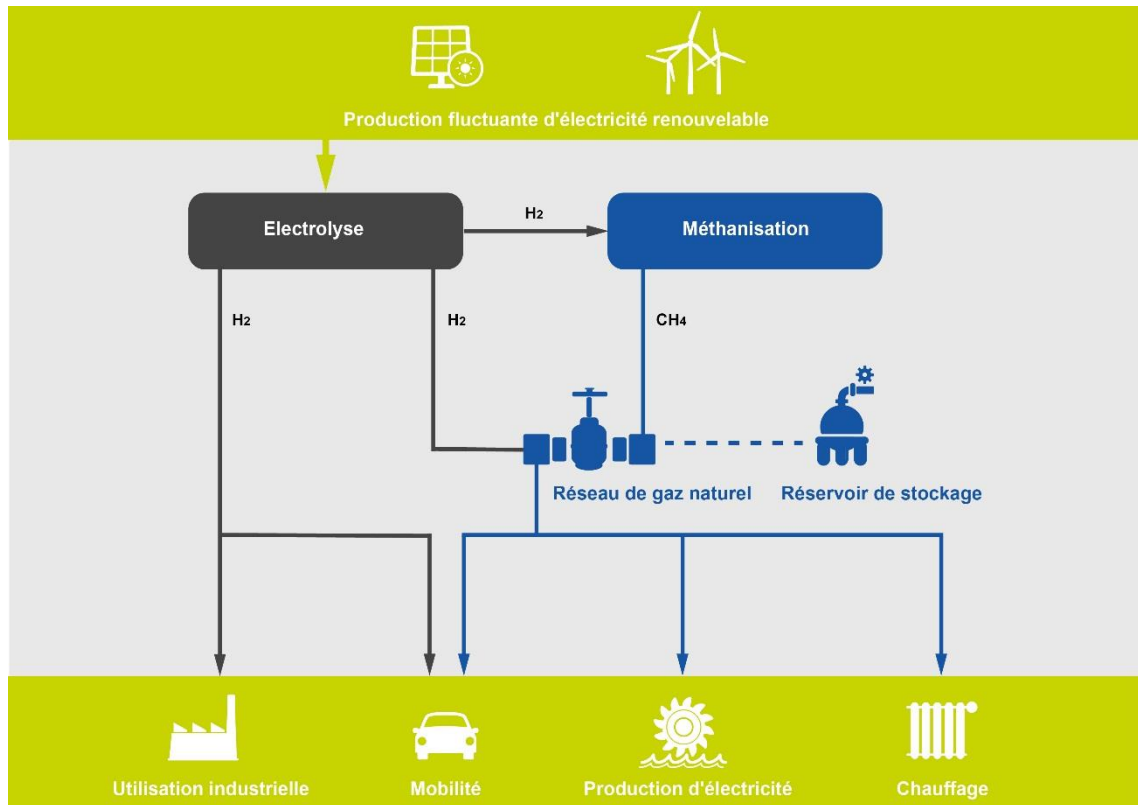 Production fluctuante d'électricité renouvelable
Electrolyse
H2
Méthanisation
H2
H2
CH4
Réseau de gaz naturel
Réservoir de stockage
Utilisation industrielle
Mobilité
Production d'électricité
Chauffage